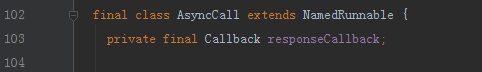 102 final class AsyncCall extends NamedRunnable {
103 private final Callback responseCallback;
104